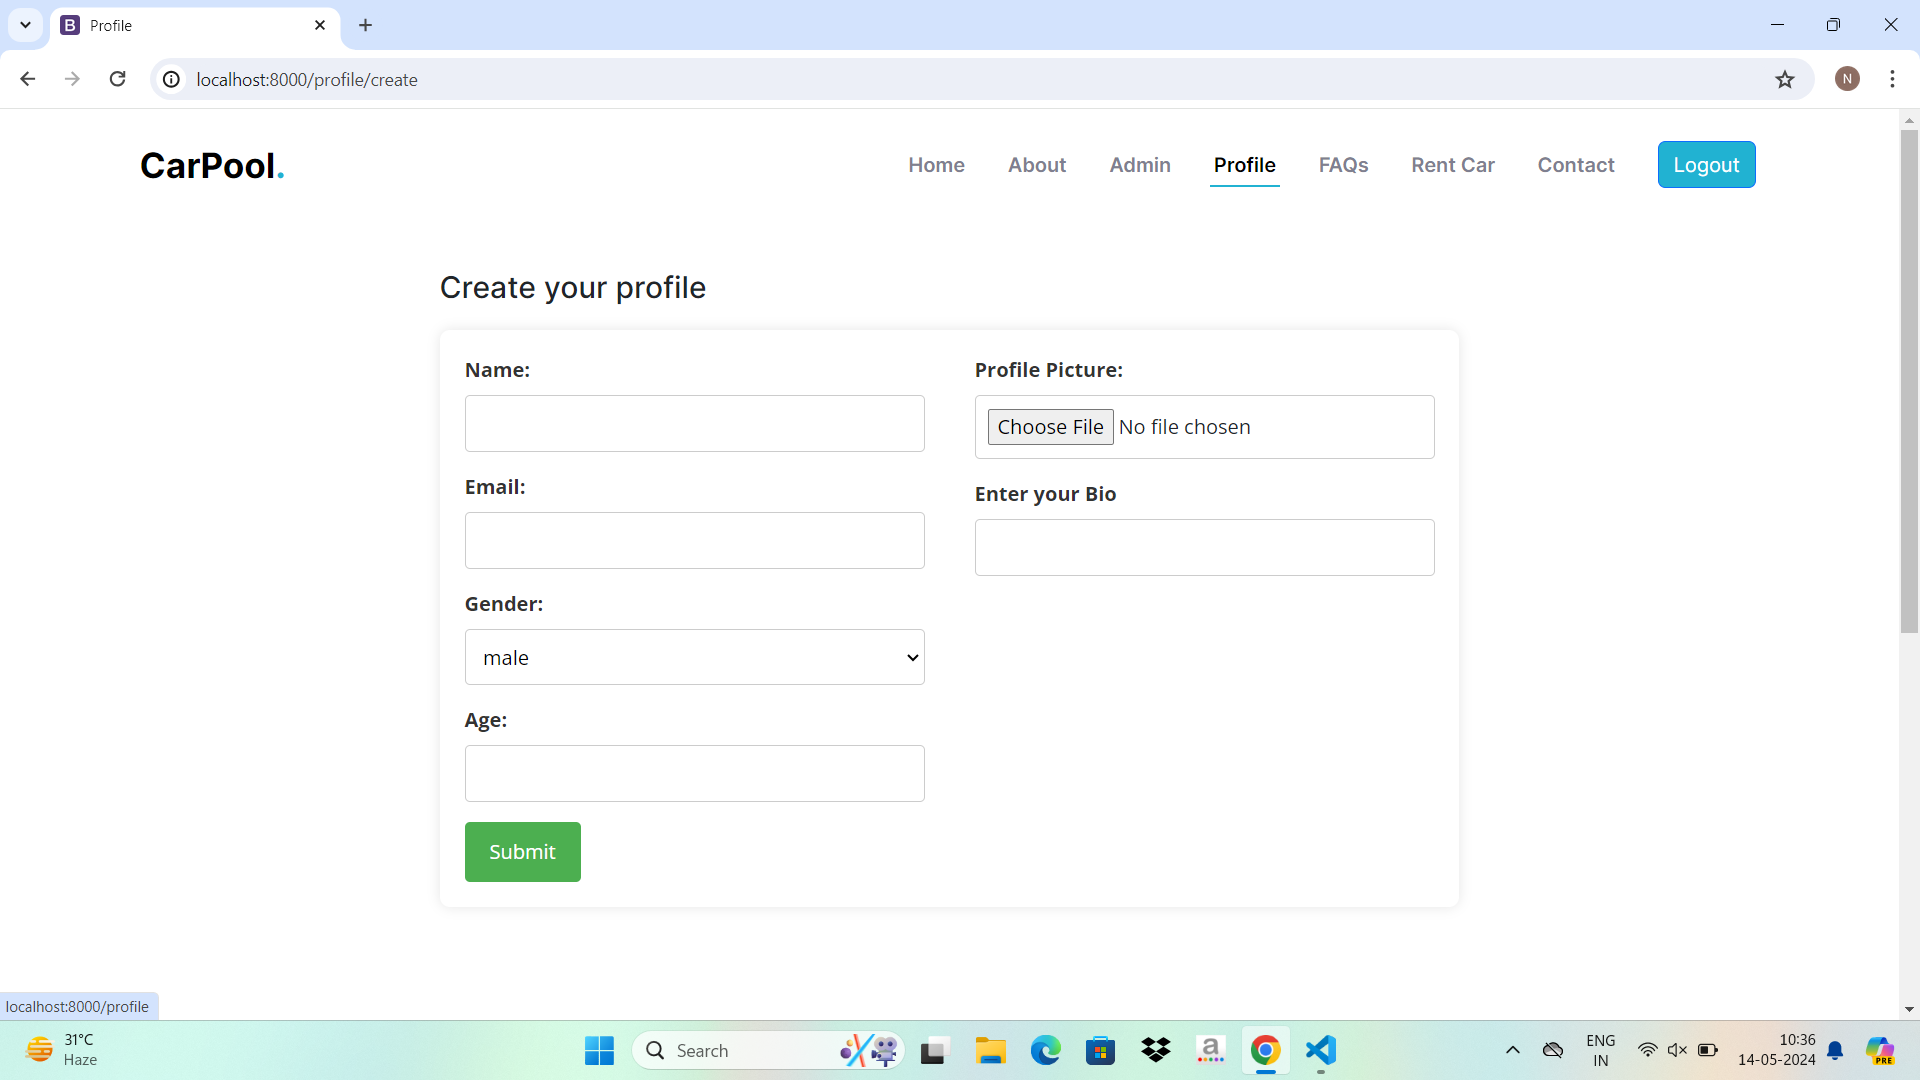 Profile
localhost:8000/profile/create
N
CarPool.
Home About Admin Profile FAQs Rent Car Contact Logout
Create your profile
Name:
Email:
Gender:
male
Age:
Submit
Profile Picture:
Choose File No file chosen
Enter your Bio
localhost:8000/profile
31°C
Haze
Search
a
PRE
ENG
IN
10:36
14-05-2024